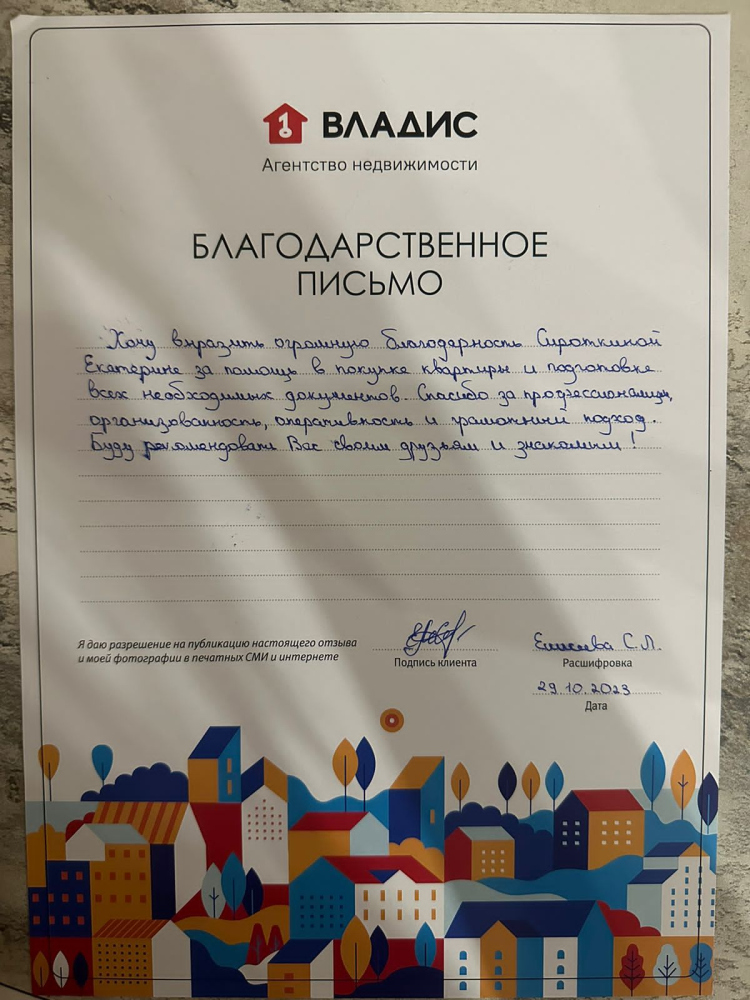 ВЛАДИС
Агентство недвижимости
БЛАГОДАРСТВЕННОЕ
ПИСЬМО
Хочу выразить огромную благодарность Сироткиной
Екатерине за помощь в покупке квартиры и подготовке
всех необходимых документов. Спасибо за профессионализм,
организованность, оперативность и грамотный подход.
Буду рекомендовать Вас своим друзьям и знакомым!
Я даю разрешение на публикацию настоящего отзыва
и моей фотографии в печатных СМИ и интернете
Подпись клиента
Елисеева С.Л.
Расшифровка
29.10.2023
Дата